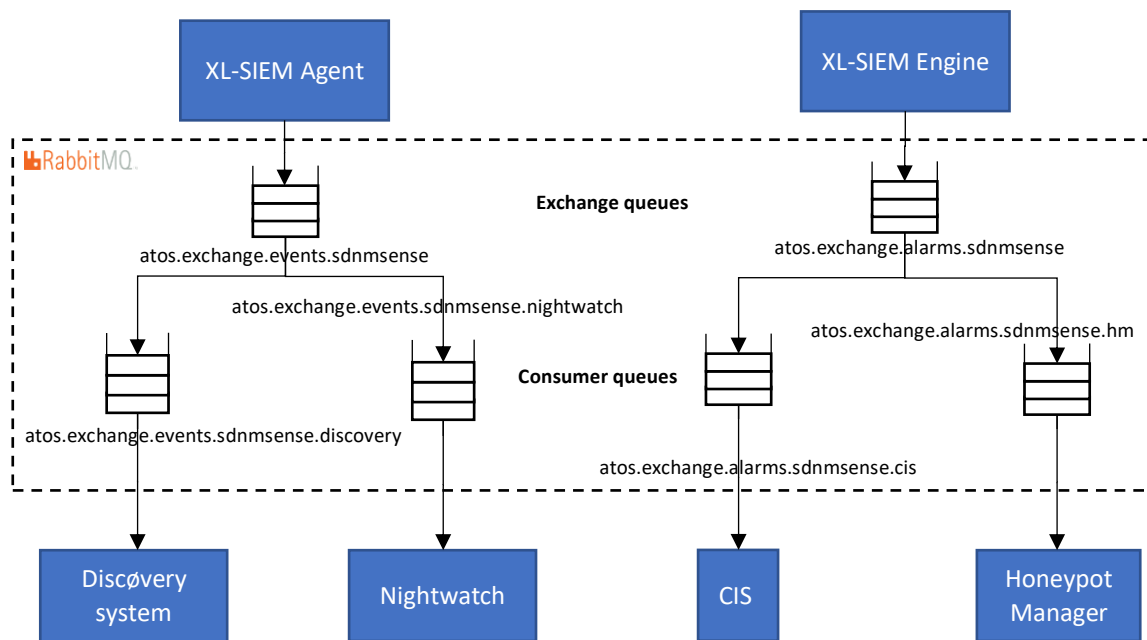 XL-SIEM Agent
XL-SIEM Engine
RabbitMQ
Exchange queues
atos.exchange.events.sdnmsense
atos.exchange.alarms.sdnmsense
atos.exchange.events.sdnmsense.nightwatch
atos.exchange.alarms.sdnmsense.hm
Consumer queues
atos.exchange.events.sdnmsense.discovery
atos.exchange.alarms.sdnmsense.cis
Discøvery
system
Nightwatch
CIS
Honeypot
Manager